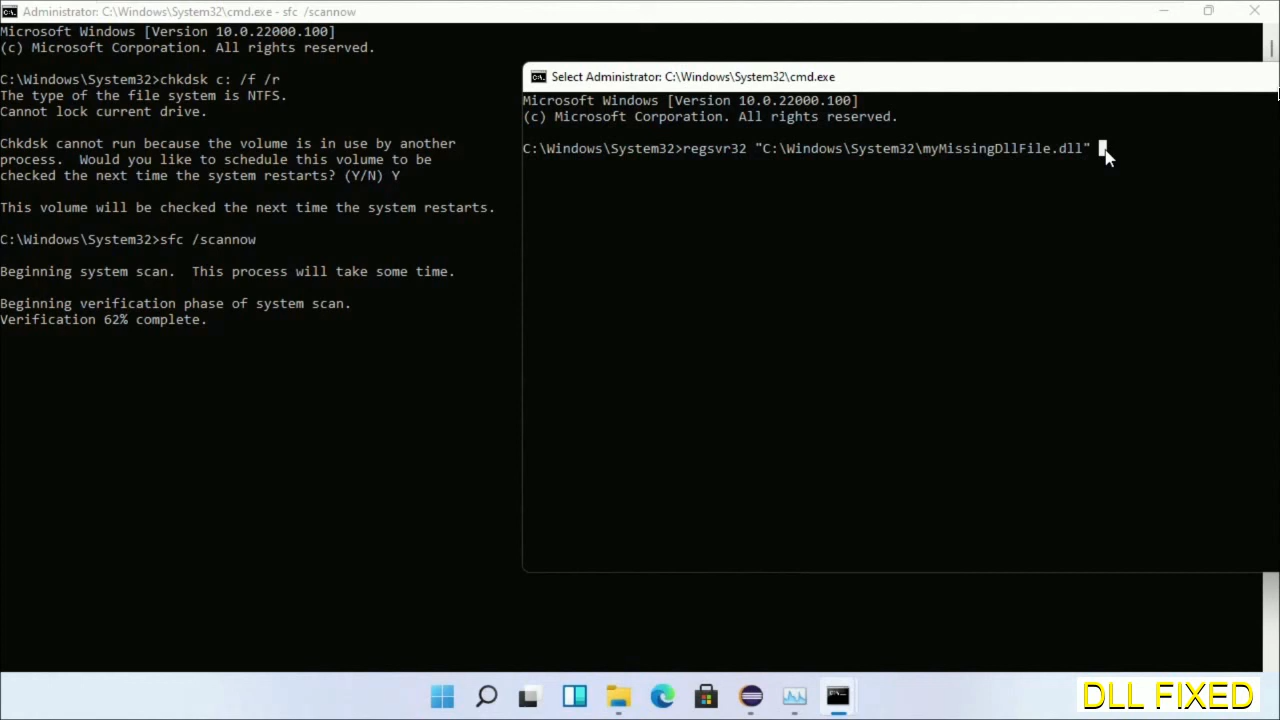 Administrator: C:\Windows\System32\cmd.exe - sfc /scannow
Microsoft Windows [Version 10.0.22000.100]
(c) Microsoft Corporation. All rights reserved.
C:\Windows\System32>chkdsk c: /f /r
The type of the file system is NTFS.
Cannot lock current drive.
Chkdsk cannot run because the volume is in use by another
process.  Would you like to schedule this volume to be
checked the next time the system restarts? (Y/N) Y
This volume will be checked the next time the system restarts.
C:\Windows\System32>sfc /scannow
Beginning system scan.  This process will take some time.
Beginning verification phase of system scan.
Verification 62% complete.
Select Administrator: C:\Windows\System32\cmd.exe
Microsoft Windows [Version 10.0.22000.100]
(c) Microsoft Corporation. All rights reserved.
C:\Windows\System32>regsvr32 "C:\Windows\System32\myMissingDllFile.dll"
DLL FIXED